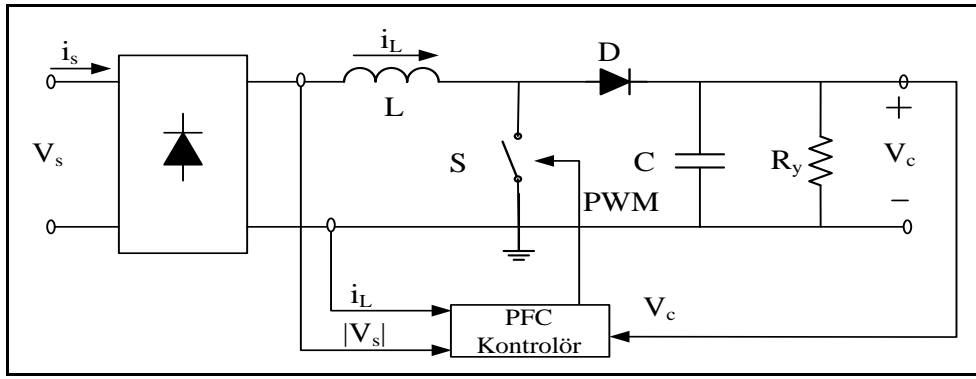 i_s
i_L
D
L
+
V_s
S
C
R_y
V_c
PWM
-
i_L
|V_s|
PFC
Kontrolör
V_c